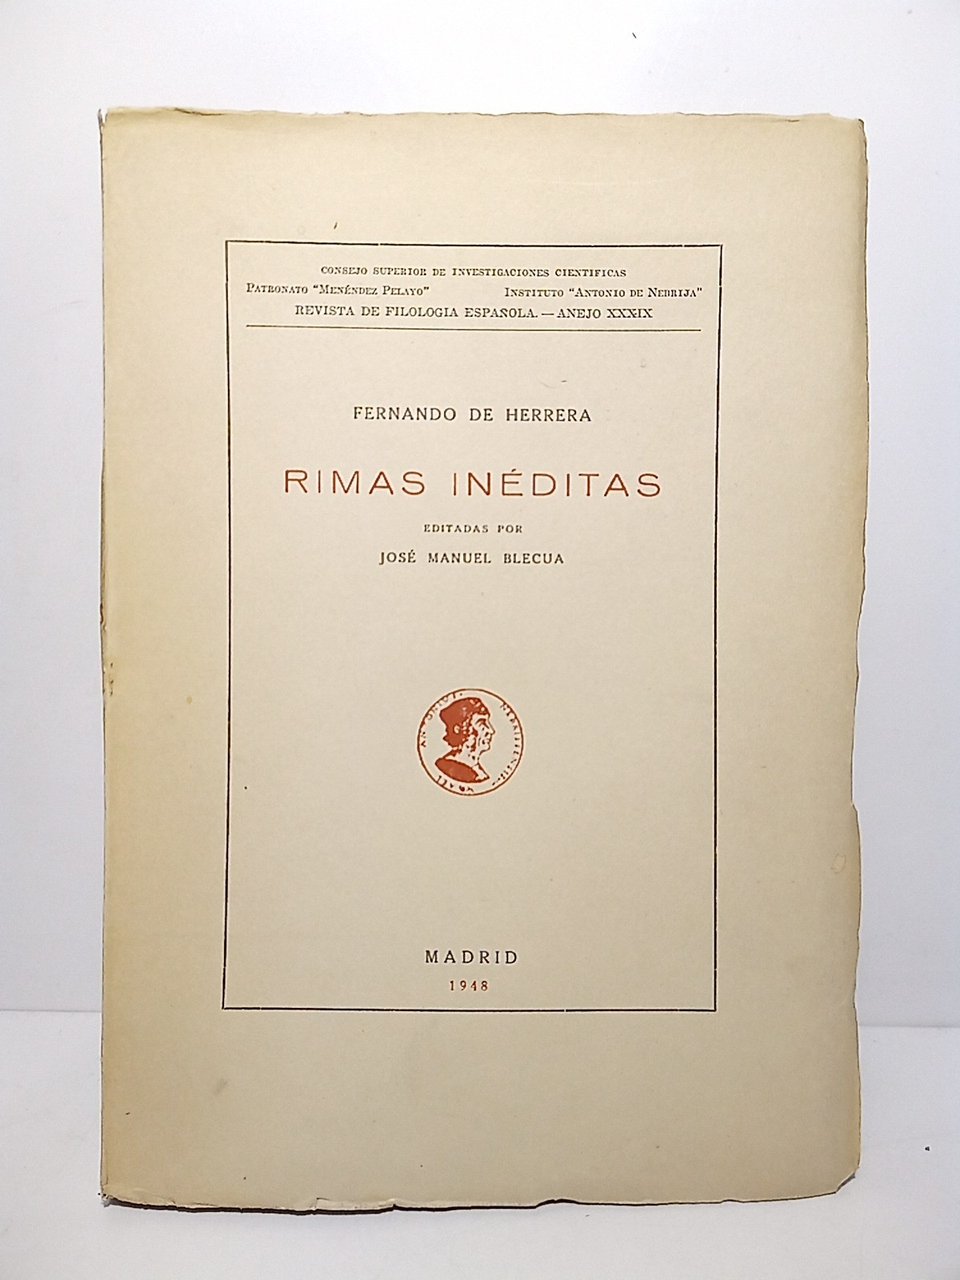 CONSEJO SUPERIOR DE INVESTIGACIONES CIENTIFICAS
PATRONATO "MENÉNDEZ PELAYO" INSTITUTO "ANTONIO DE NEBRIJA"
REVISTA DE FILOLOGIA ESPAÑOLA.—ANEJO XXXIX
FERNANDO DE HERRERA
RIMAS INÉDITAS
EDITADAS POR
JOSÉ MANUEL BLECUA
MADRID
1948